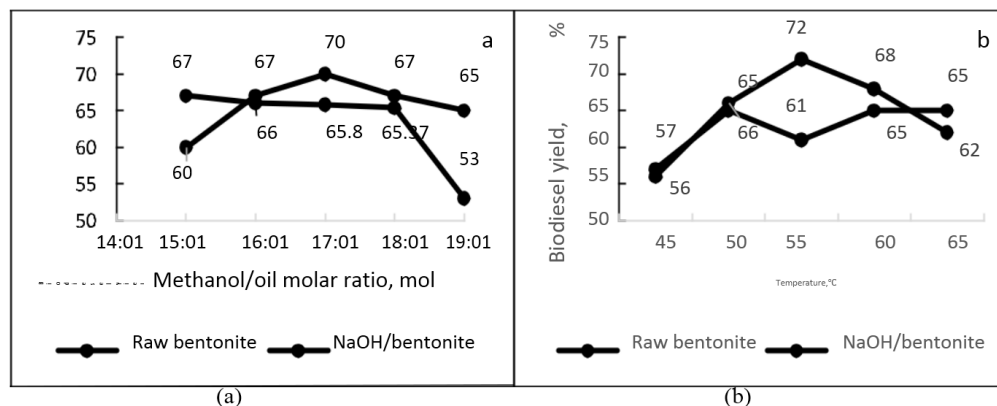 75
70
65
60
55
50
67
67
70
67
65
a
60
66
65.8
65.37
53
14:01 15:01 16:01 17:01 18:01 19:01
Methanol/oil molar ratio, mol
Raw bentonite NaOH/bentonite
(a)
Biodiesel yield, %
75
70
65
60
55
50
72
68
65
65
b
57
61
66
65
56
62
45 50 55 60 65
Temperature,°C
Raw bentonite NaOH/bentonite
(b)